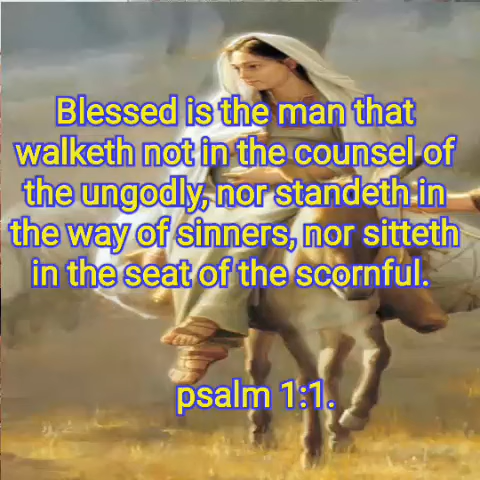 Blessed is the man that
walketh not in the counsel of
the ungodly, nor standeth in
the way of sinners, nor sitteth
in the seat of the scornful.
psalm 1:1.